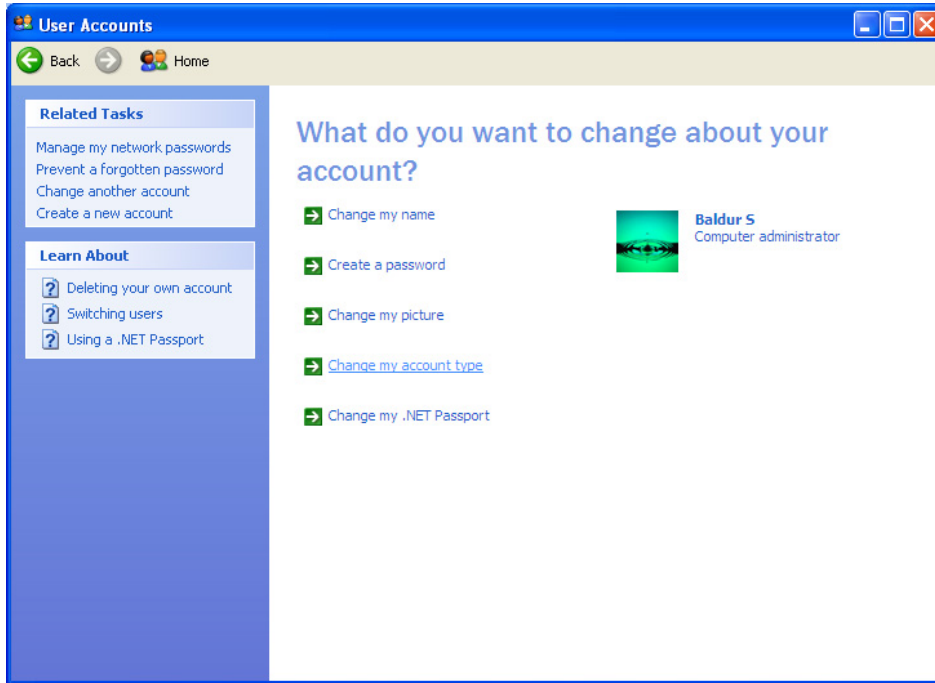 User Accounts
Back
Home
Related Tasks
Manage my network passwords
Prevent a forgotten password
Change another account
Create a new account
Learn About
Deleting your own account
Switching users
Using a .NET Passport
What do you want to change about your
account?
Change my name
Create a password
Change my picture
Change my account type
Change my .NET Passport
Baldur S
Computer administrator